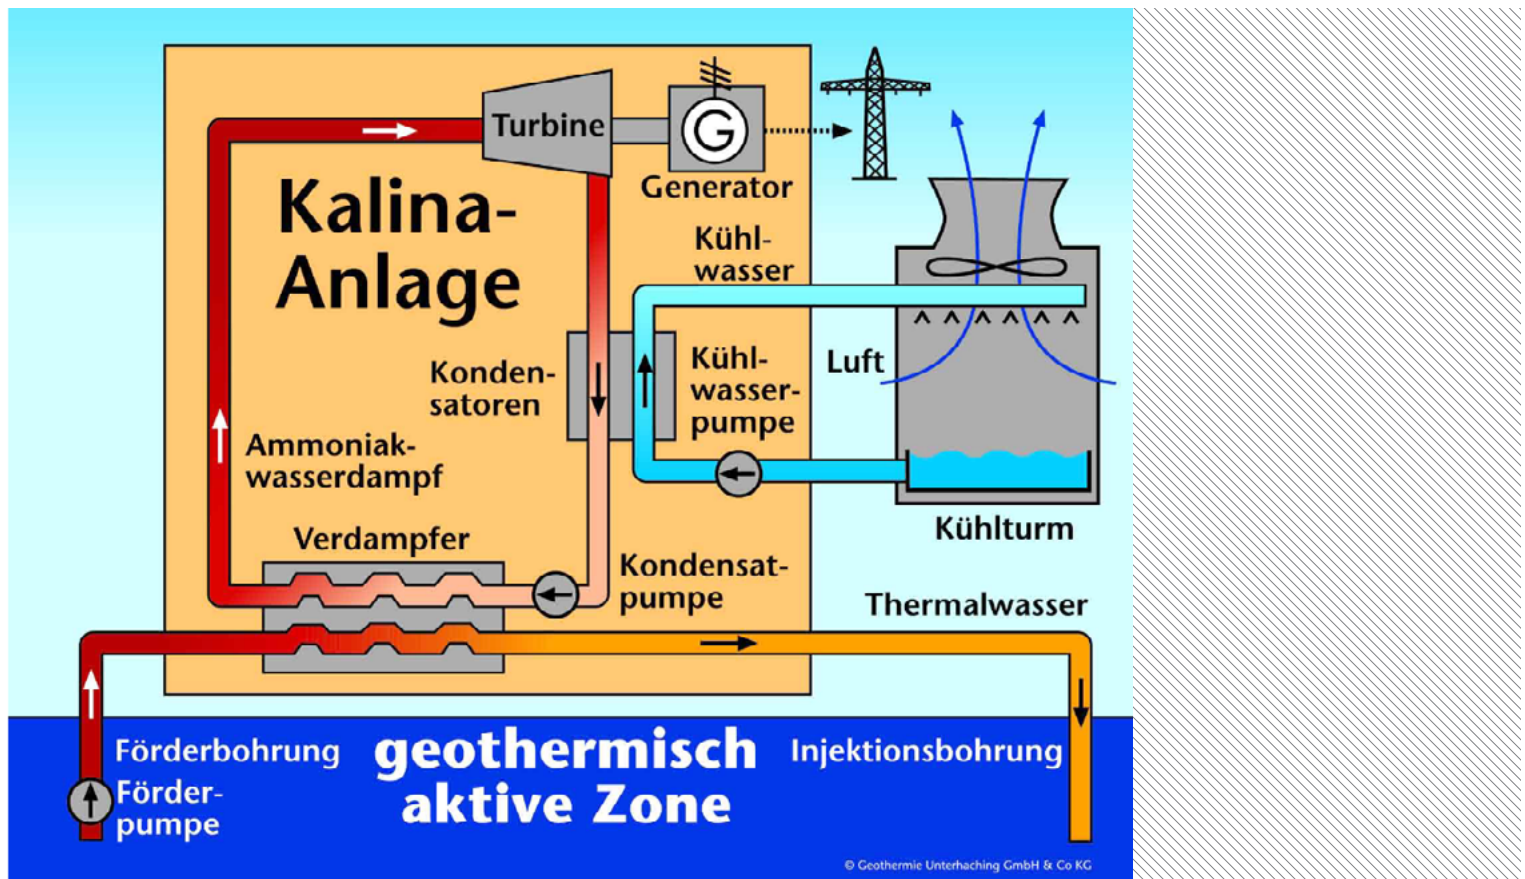 Turbine
G
Generator
Kalina-
Anlage
Kühl-
wasser
Konden-
satoren
Kühl-
wasser-
pumpe
Luft
Ammoniak-
wasserdampf
Kühlturm
Verdampfer
Kondensat-
pumpe
Thermalwasser
Förderbohrung
Förder-
pumpe
geothermisch
aktive Zone
Injektionsbohrung
© Geothermie Unterhaching GmbH & Co KG